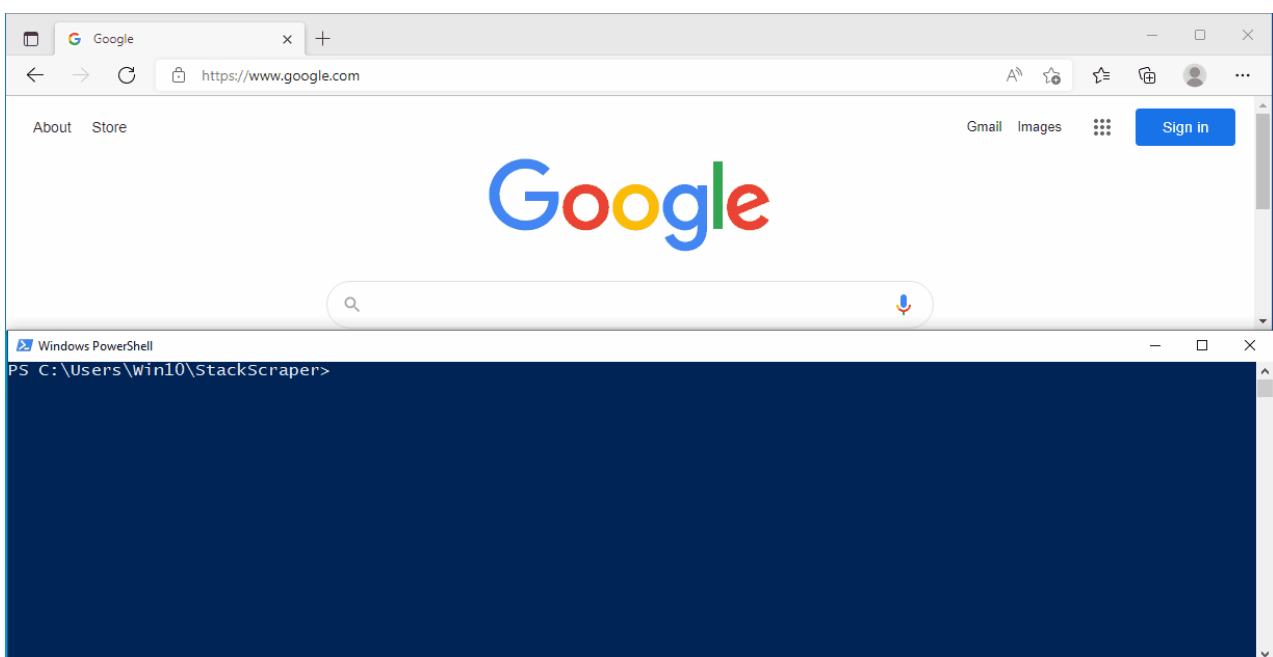 Google
https://www.google.com
About Store
Gmail Images
Sign in
Google
Windows PowerShell
PS C:\Users\Win10\StackScraper>